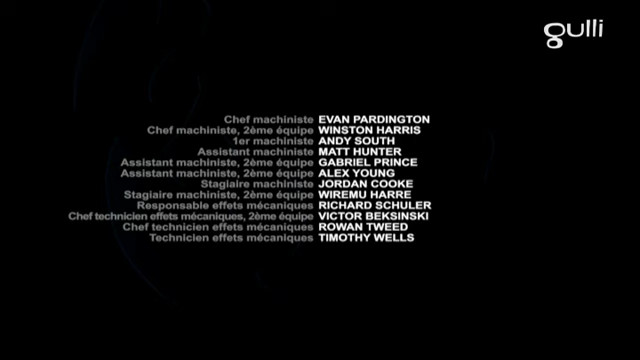 gulli
Chef machiniste EVAN PARDINGTON
Chef machiniste, 2ème équipe WINSTON HARRIS
1er machiniste ANDY SOUTH
Assistant machiniste MATT HUNTER
Assistant machiniste, 2ème équipe GABRIEL PRINCE
Assistant machiniste, 2ème équipe ALEX YOUNG
Stagiaire machiniste JORDAN COOKE
Stagiaire machiniste, 2ème équipe WIREMU HARRE
Responsable effets mécaniques RICHARD SCHULER
Chef technicien effets mécaniques, 2ème équipe VICTOR BEKSINSKI
Chef technicien effets mécaniques ROWAN TWEED
Technicien effets mécaniques TIMOTHY WELLS